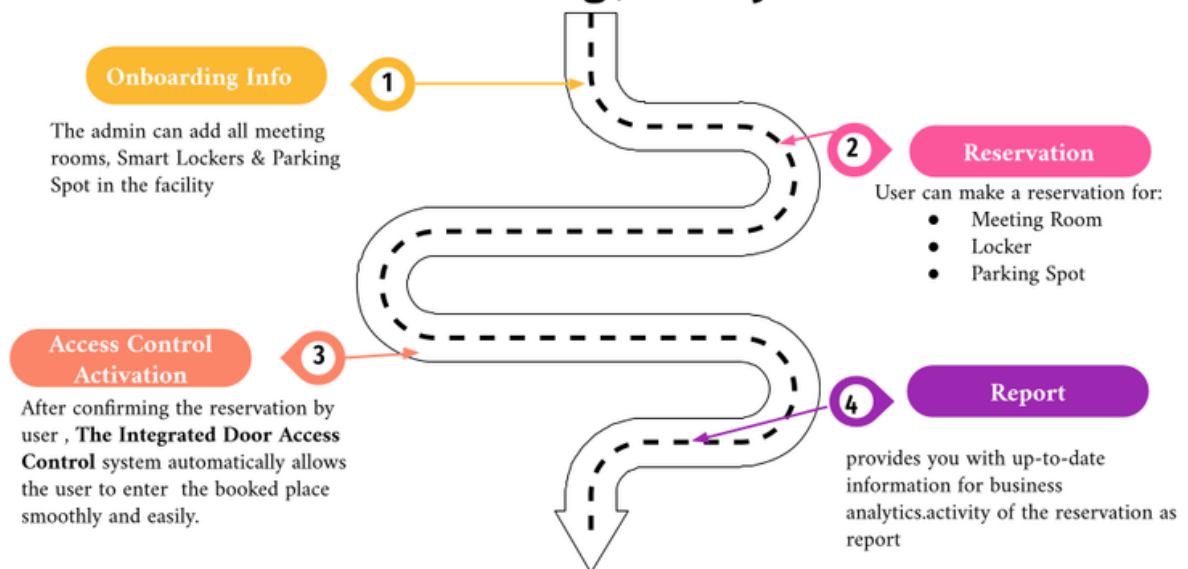 1
Onboarding Info
The admin can add all meeting
rooms, Smart Lockers & Parking
Spot in the facility
2
Reservation
User can make a reservation for:
● Meeting Room
● Locker
● Parking Spot
3
Access Control
Activation
After confirming the reservation by
user , The Integrated Door Access
Control system automatically allows
the user to enter the booked place
smoothly and easily.
4
Report
provides you with up-to-date
information for business
analytics.activity of the reservation as
report